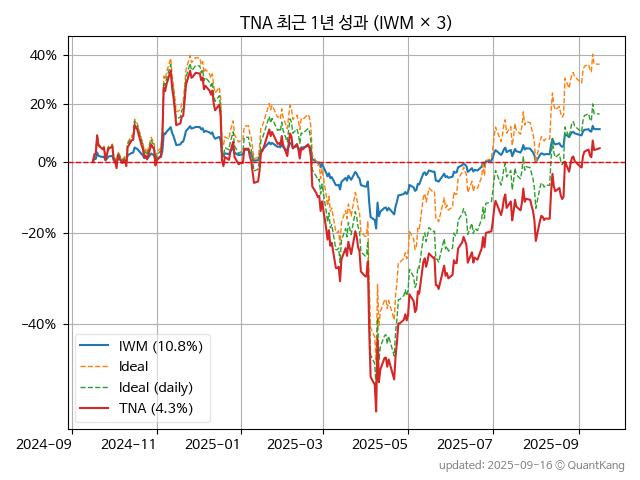 TNA 최근 1년 성과 (IWM × 3)
40%
20%
0%
−20%
−40%
IWM (10.8%)
Ideal
Ideal (daily)
TNA (4.3%)
2024-09
2024-11
2025-01
2025-03
2025-05
2025-07
2025-09
updated: 2025-09-16 © QuantKang